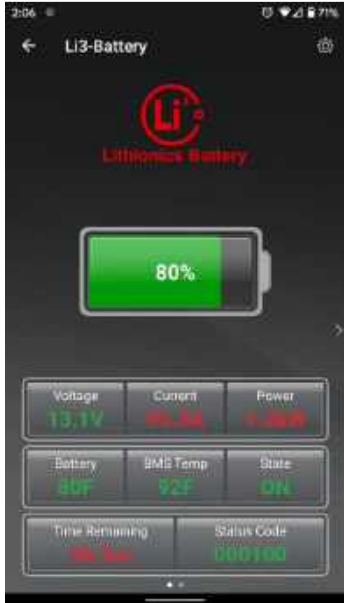 2:06
71%
Li3-Battery
Li3
Lithionics Battery
80%
Voltage Current Power
13.1V
Battery BMS Temp State
80F 92F ON
Time Remaining Status Code
000100